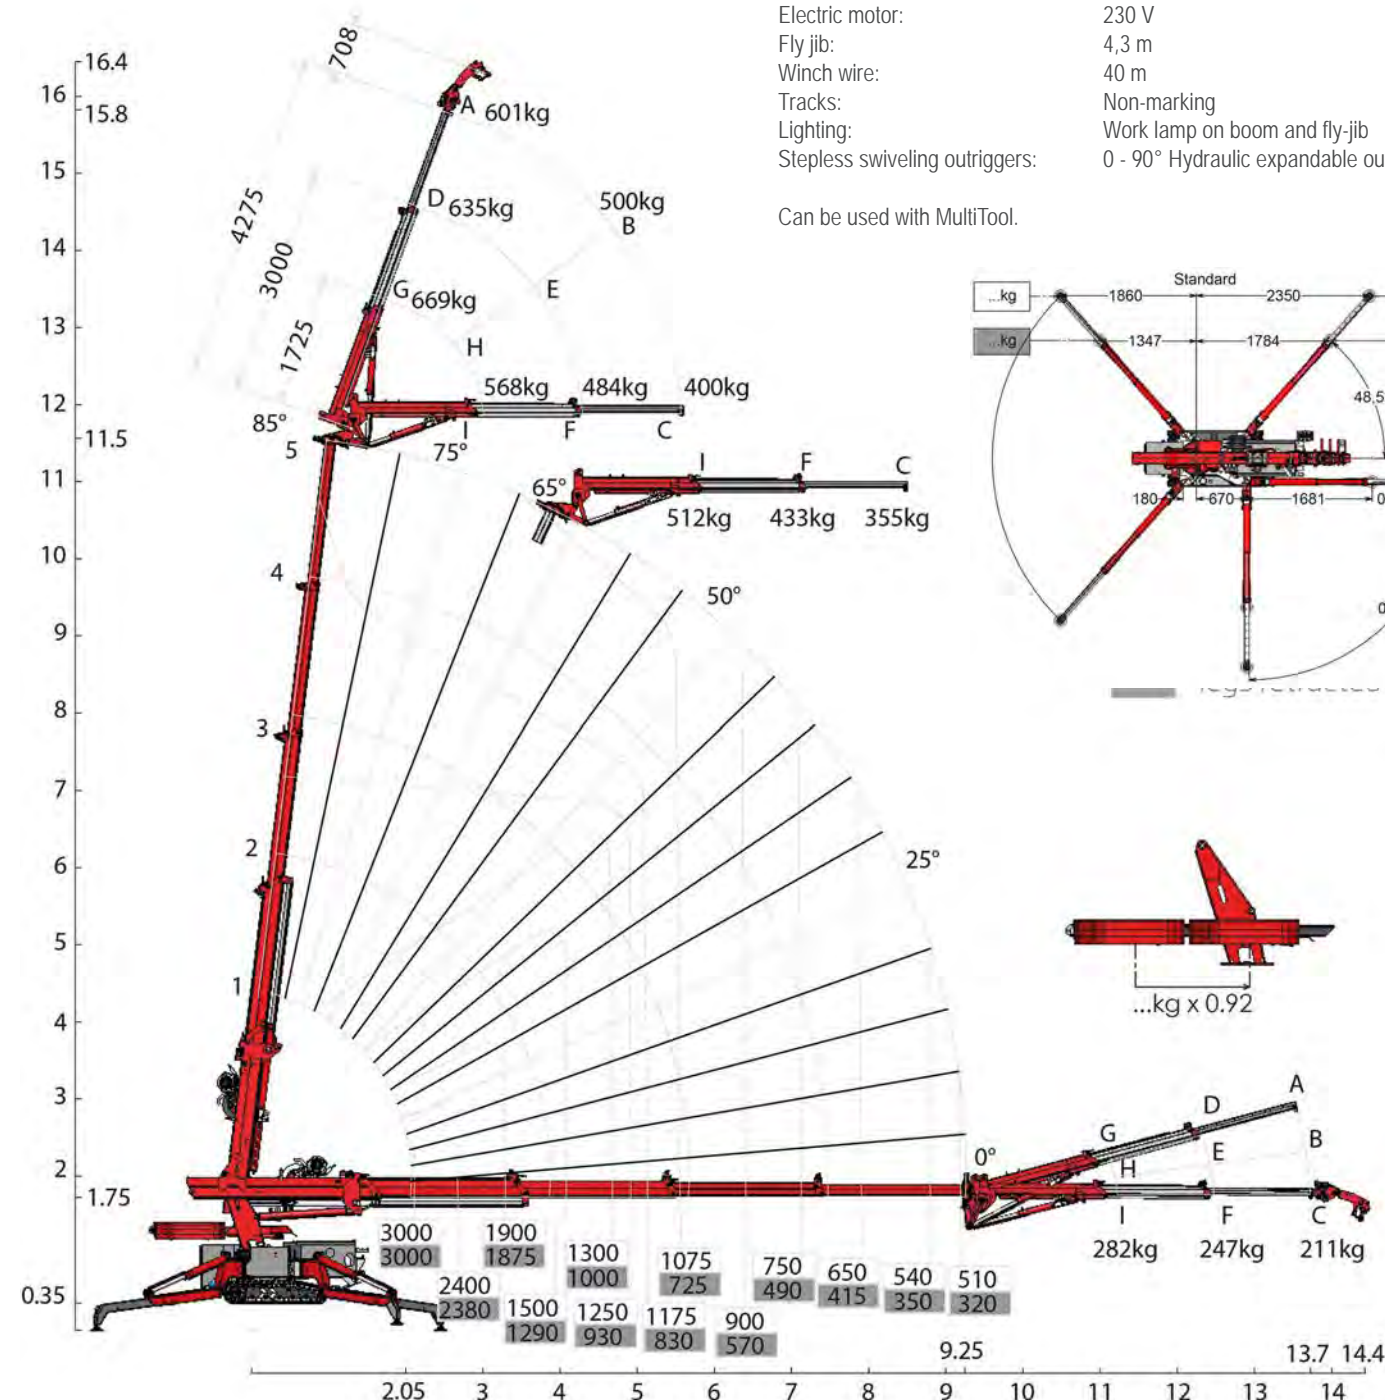 Electric motor: 230 V
Fly jib: 4,3 m
Winch wire: 40 m
Tracks: Non-marking
Lighting: Work lamp on boom and fly-jib
Stepless swiveling outriggers: 0 - 90° Hydraulic expandable ou
Can be used with MultiTool.
16.4
16
15.8
15
14
13
12
11.5
11
10
9
8
7
6
5
4
3
2
1.75
0.35
708
4275
3000
1725
A 601kg
D 635kg
500kg
B
E
G 669kg
H
568kg 484kg 400kg
I F C
85°
5
75°
65°
I F C
512kg 433kg 355kg
4
3
2
1
50°
25°
0°
Standard
...kg 1860 2350
...kg 1347 1784
48,5
180 670 1681 0
0
...kg x 0.92
A
D
G
B
E
H
I F C
282kg 247kg 211kg
3000 1900 1300 1075 750 650 540 510
3000 1875 1000 725 490 415 350 320
2400 1500 1250 1175 900
2380 1290 930 830 570
9.25 13.7 14.4
2.05 3 4 5 6 7 8 9 10 11 12 13 14